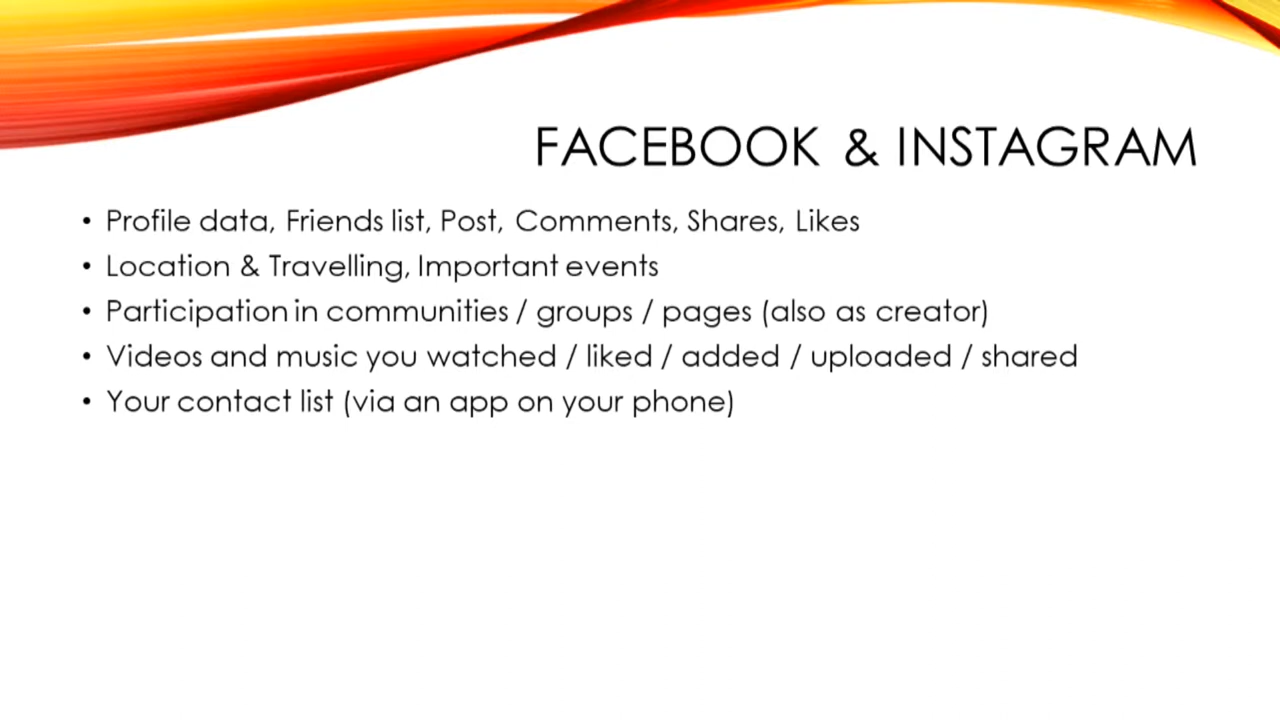 FACEBOOK & INSTAGRAM
• Profile data, Friends list, Post, Comments, Shares, Likes
• Location & Travelling, Important events
• Participation in communities / groups / pages (also as creator)
• Videos and music you watched / liked / added / uploaded / shared
• Your contact list (via an app on your phone)